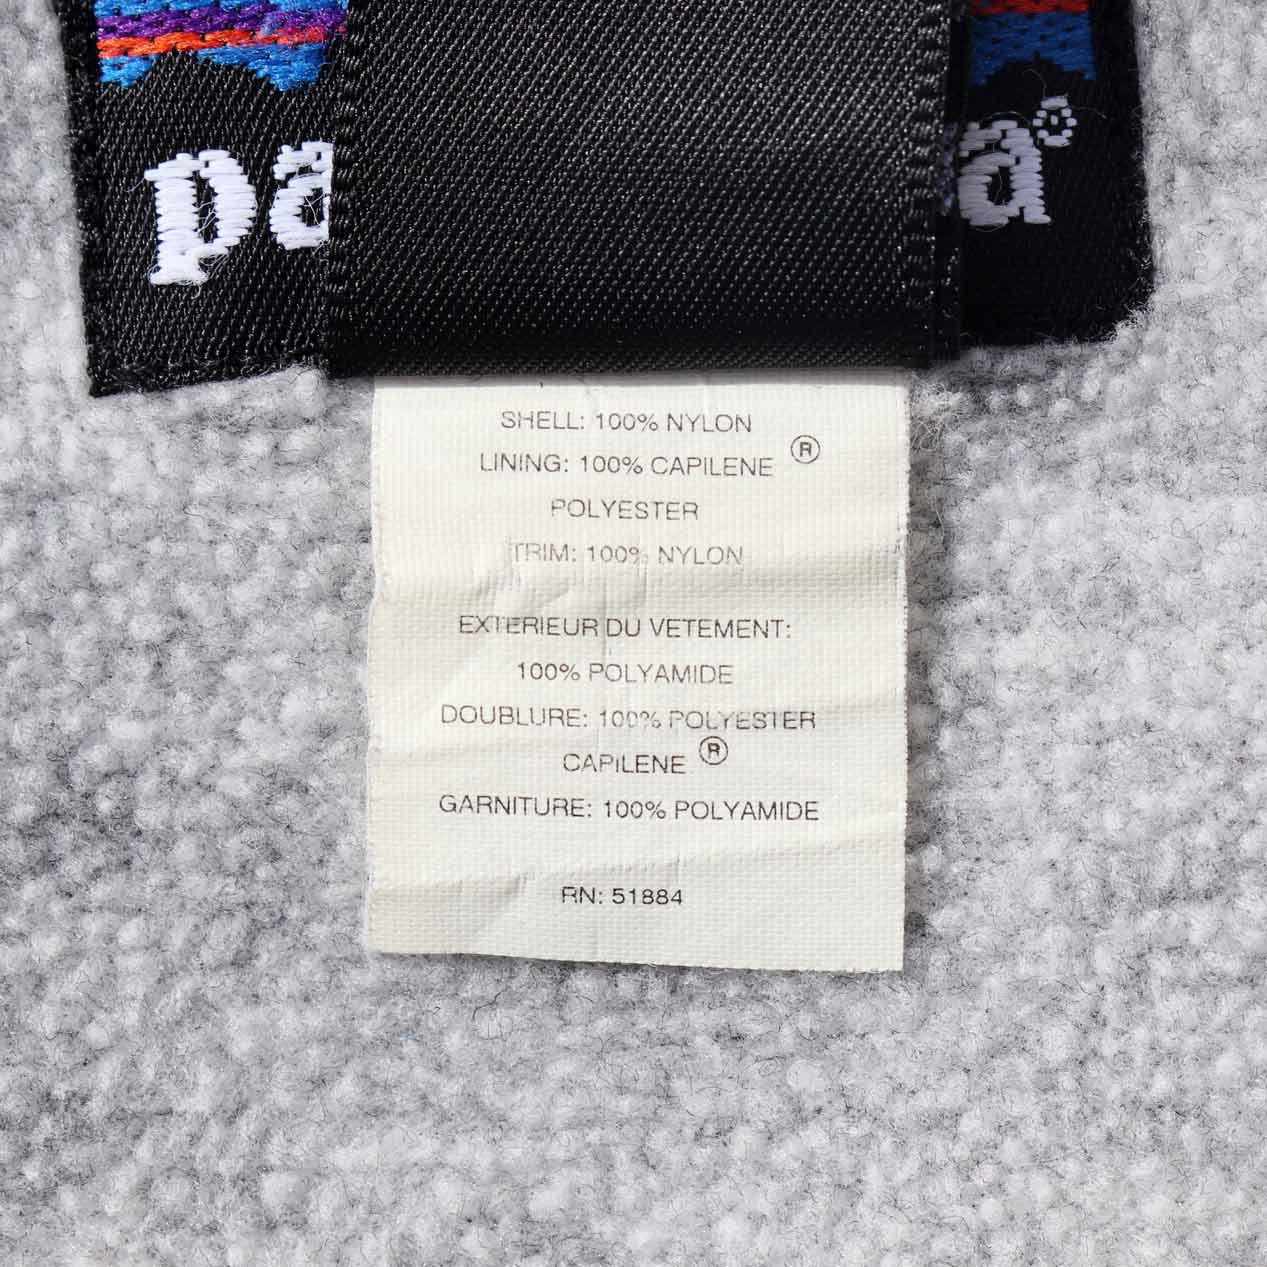 pa a®
SHELL: 100% NYLON
LINING: 100% CAPILENE ®
POLYESTER
TRIM: 100% NYLON
EXTERIEUR DU VETEMENT:
100% POLYAMIDE
DOUBLURE: 100% POLYESTER
CAPILENE ®
GARNITURE: 100% POLYAMIDE
RN: 51884